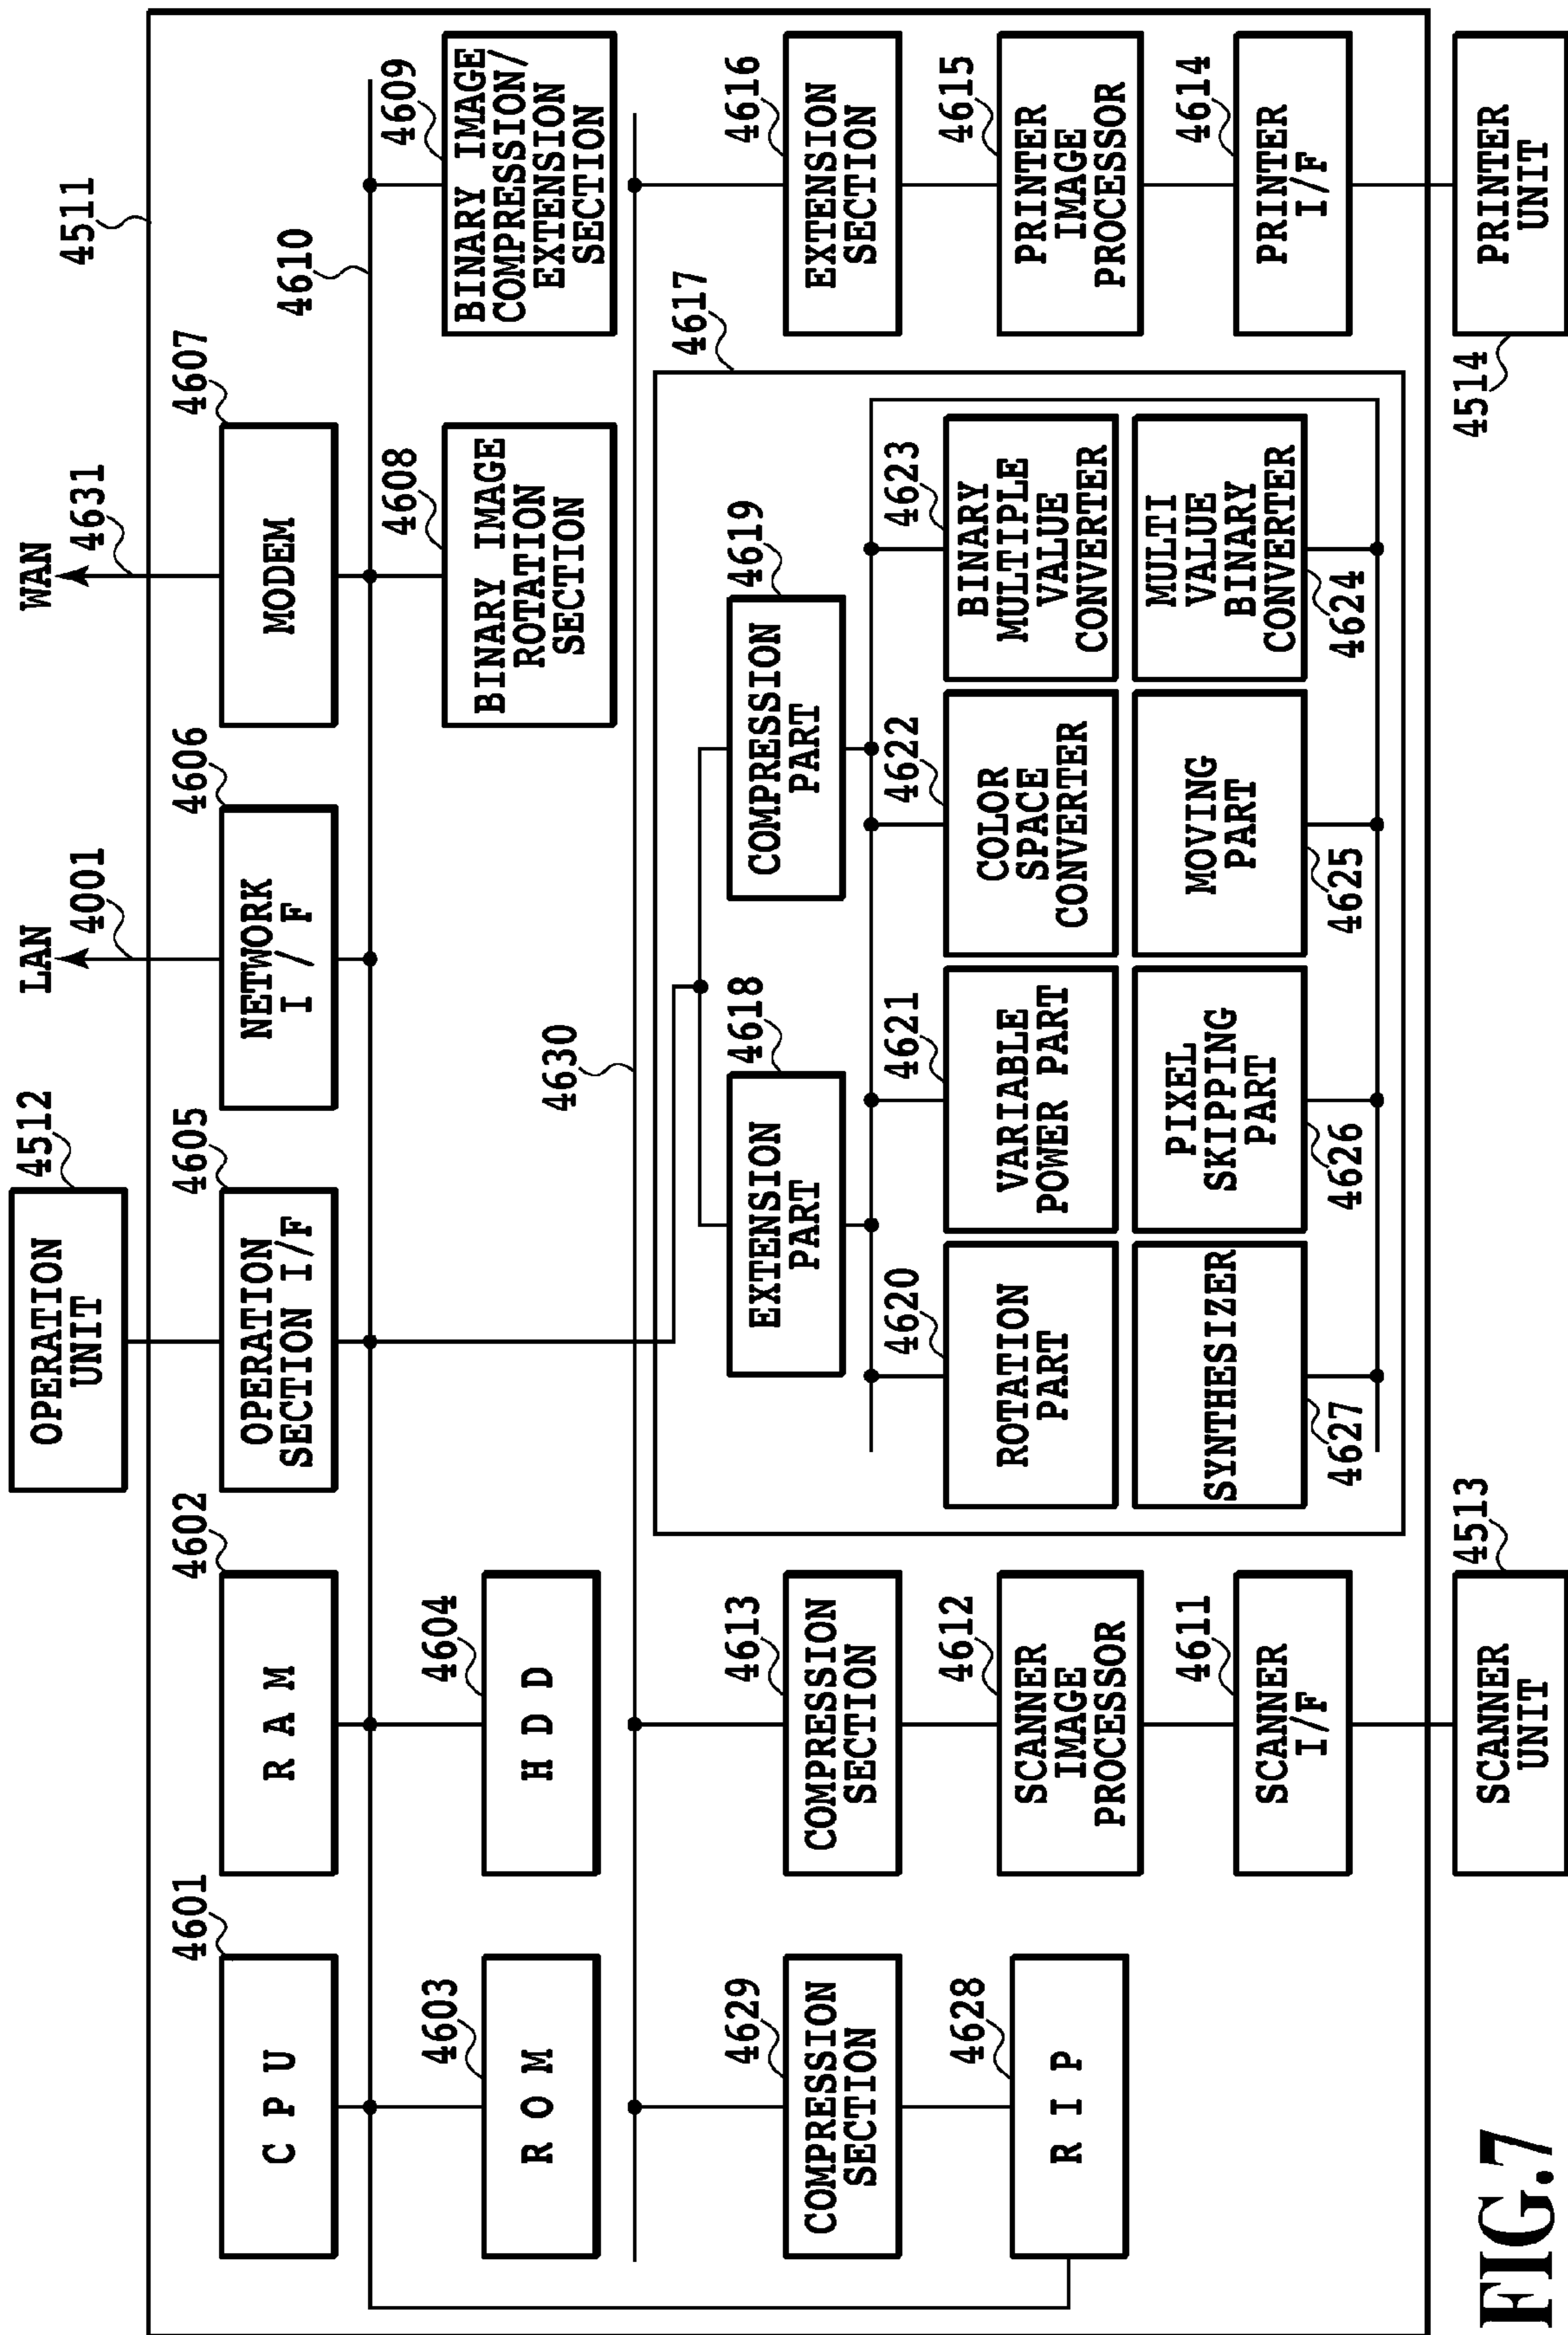 4511
OPERATION
UNIT
4512
LAN
4001
WAN
4631
C P U
4601
R A M
4602
OPERATION
SECTION I/F
4605
NETWORK
I / F
4606
MODEM
4607
4610
R O M
4603
H D D
4604
BINARY IMAGE
ROTATION
SECTION
4608
BINARY IMAGE
COMPRESSION/
EXTENSION
SECTION
4609
4630
COMPRESSION
SECTION
4629
R I P
4628
COMPRESSION
SECTION
4613
SCANNER
IMAGE
PROCESSOR
4612
SCANNER
I/F
4611
SCANNER
UNIT
4513
4617
EXTENSION
PART
4618
COMPRESSION
PART
4619
ROTATION
PART
4620
VARIABLE
POWER PART
4621
COLOR
SPACE
CONVERTER
4622
BINARY
MULTIPLE
VALUE
CONVERTER
4623
SYNTHESIZER
4627
PIXEL
SKIPPING
PART
4626
MOVING
PART
4625
MULTI
VALUE
BINARY
CONVERTER
4624
EXTENSION
SECTION
4616
PRINTER
IMAGE
PROCESSOR
4615
PRINTER
I/F
4614
PRINTER
UNIT
4514
FIG.7